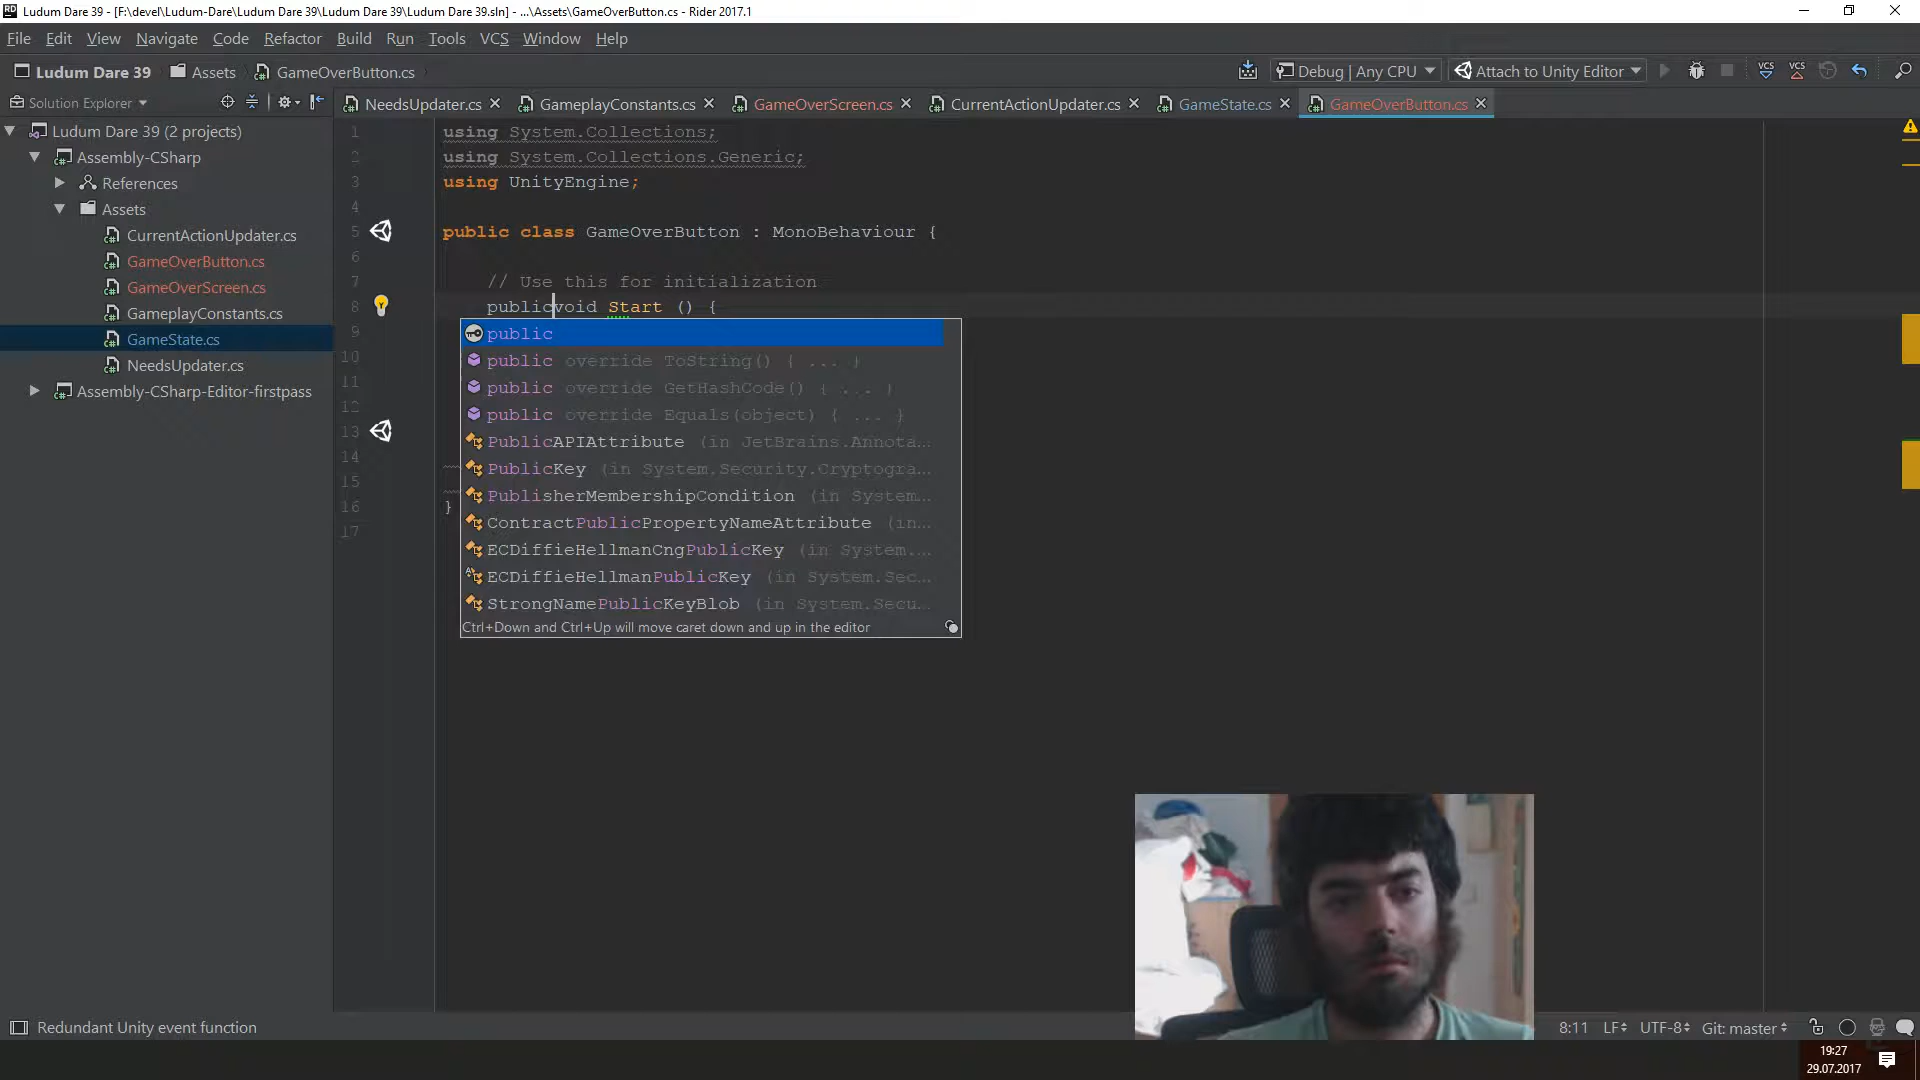 Ludum Dare 39 - [F:\devel\Ludum-Dare\Ludum Dare 39\Ludum Dare 39\Ludum Dare 39.sln] - ...\Assets\GameOverButton.cs - Rider 2017.1
File Edit View Navigate Code Refactor Build Run Tools VCS Window Help
Ludum Dare 39 Assets GameOverButton.cs Debug | Any CPU Attach to Unity Editor VCS VCS
Solution Explorer NeedsUpdater.cs GameplayConstants.cs GameOverScreen.cs CurrentActionUpdater.cs GameState.cs GameOverButton.cs
Ludum Dare 39 (2 projects)
Assembly-CSharp
References
Assets
CurrentActionUpdater.cs
GameOverButton.cs
GameOverScreen.cs
GameplayConstants.cs
GameState.cs
NeedsUpdater.cs
Assembly-CSharp-Editor-firstpass
1 using System.Collections;
2 using System.Collections.Generic;
3 using UnityEngine;
4
5 public class GameOverButton : MonoBehaviour {
6
7 // Use this for initialization
8 publicvoid Start () {
9
10
11
12
13
14
15
16 }
17
public
public override ToString() { ... }
public override GetHashCode() { ... }
public override Equals(object) { ... }
PublicAPIAttribute (in JetBrains.Annota...
PublicKey (in System.Security.Cryptogra...
PublisherMembershipCondition (in System...
ContractPublicPropertyNameAttribute (in...
ECDiffieHellmanCngPublicKey (in System....
ECDiffieHellmanPublicKey (in System.Sec...
StrongNamePublicKeyBlob (in System.Secu...
Ctrl+Down and Ctrl+Up will move caret down and up in the editor
Redundant Unity event function 8:11 LF UTF-8 Git: master
19:27
29.07.2017